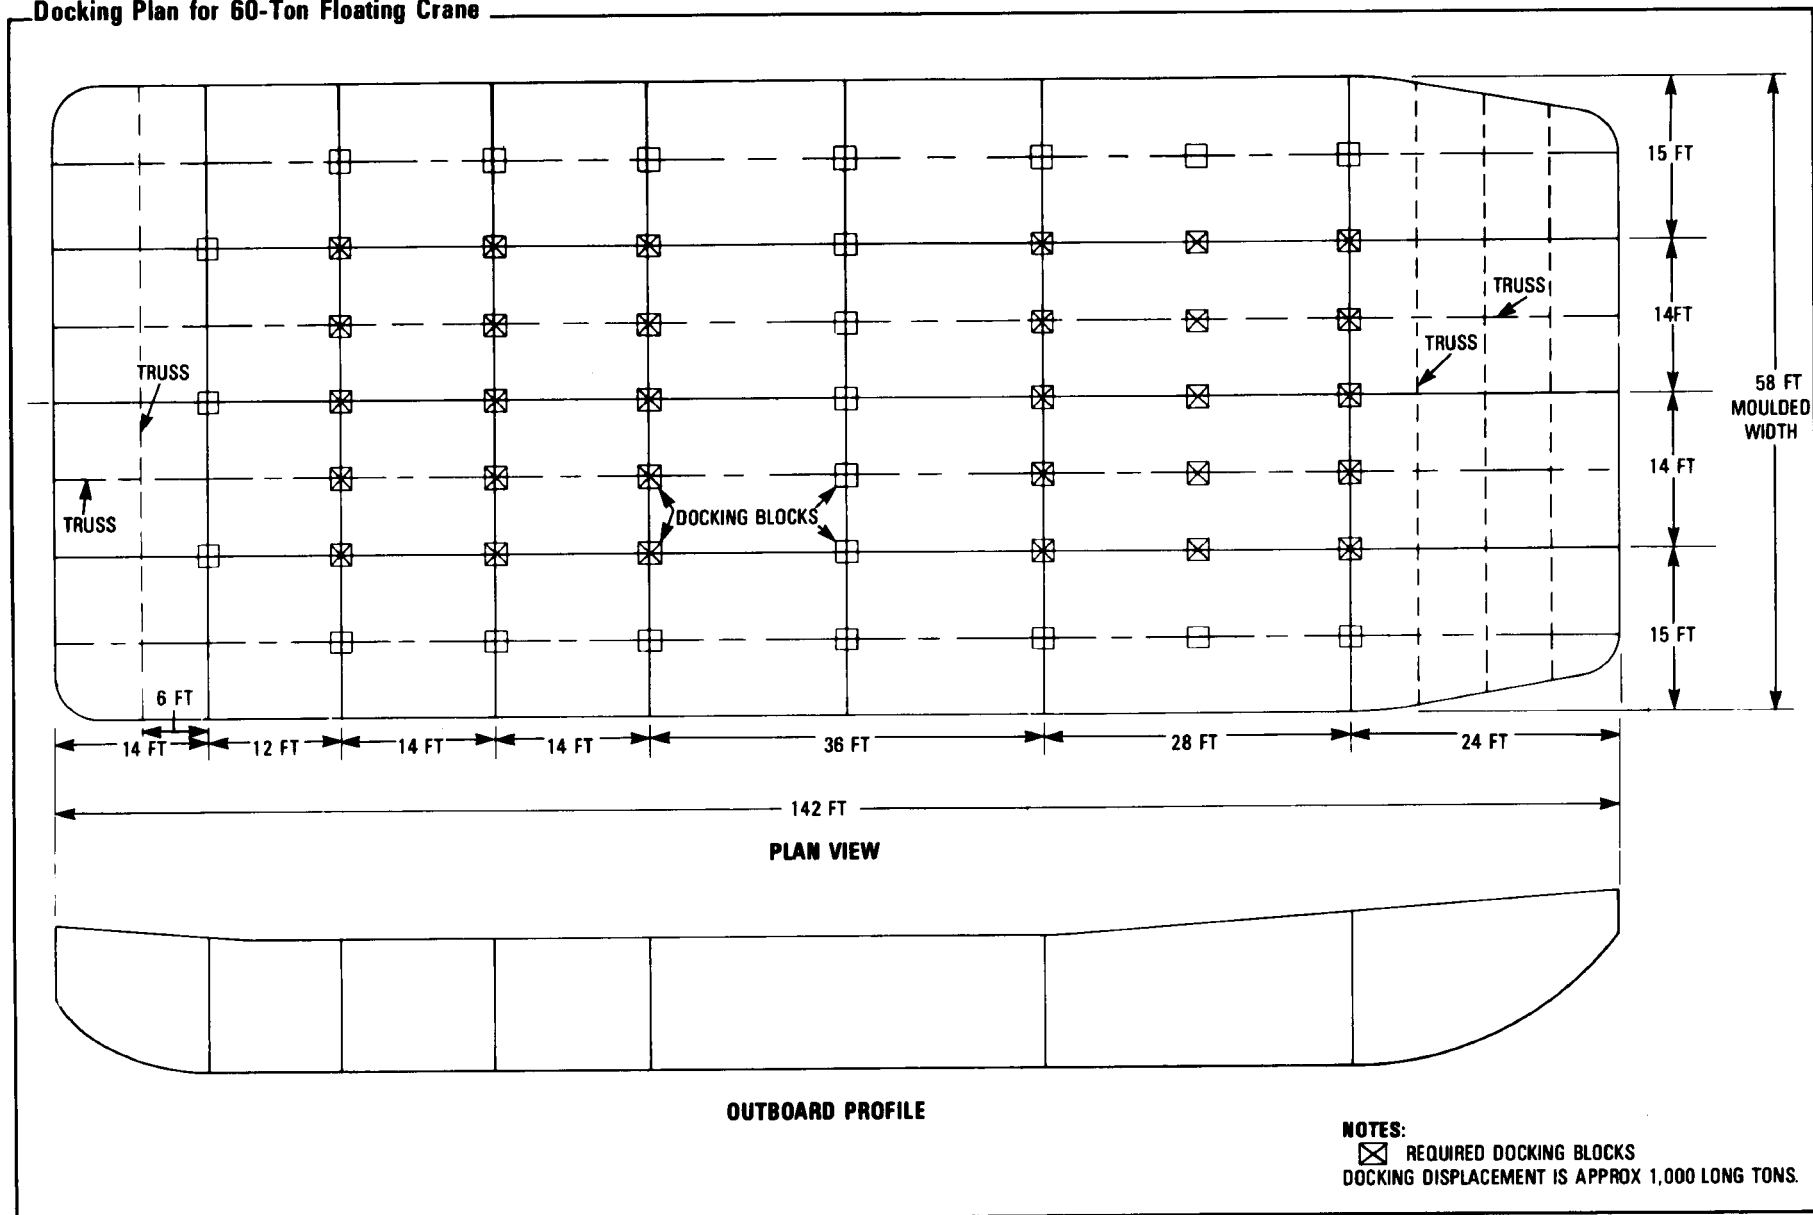 Docking Plan for 60-Ton Floating Crane
15 FT
TRUSS
14FT
TRUSS
TRUSS
58 FT
MOULDED
WIDTH
14 FT
DOCKING BLOCKS
TRUSS
15 FT
6 FT
14 FT
12 FT
14 FT
14 FT
36 FT
28 FT
24 FT
142 FT
PLAN VIEW
OUTBOARD PROFILE
NOTES:
REQUIRED DOCKING BLOCKS
DOCKING DISPLACEMENT IS APPROX 1,000 LONG TONS.